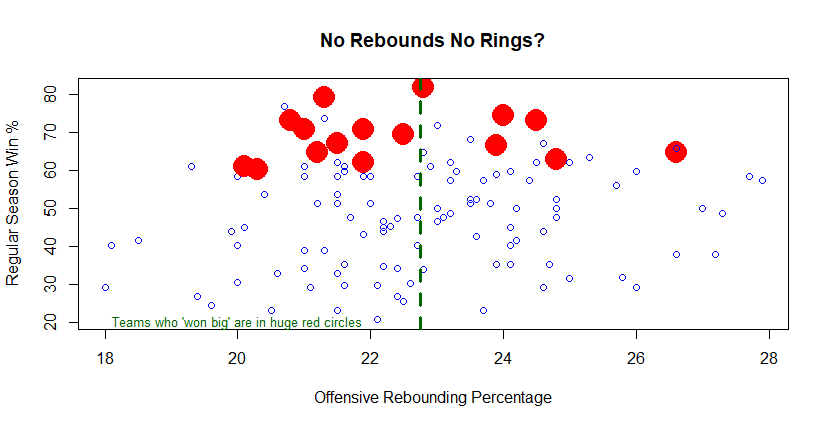 No Rebounds No Rings?
Regular Season Win %
80
70
60
50
40
30
20
Teams who 'won big' are in huge red circles
18 20 22 24 26 28
Offensive Rebounding Percentage